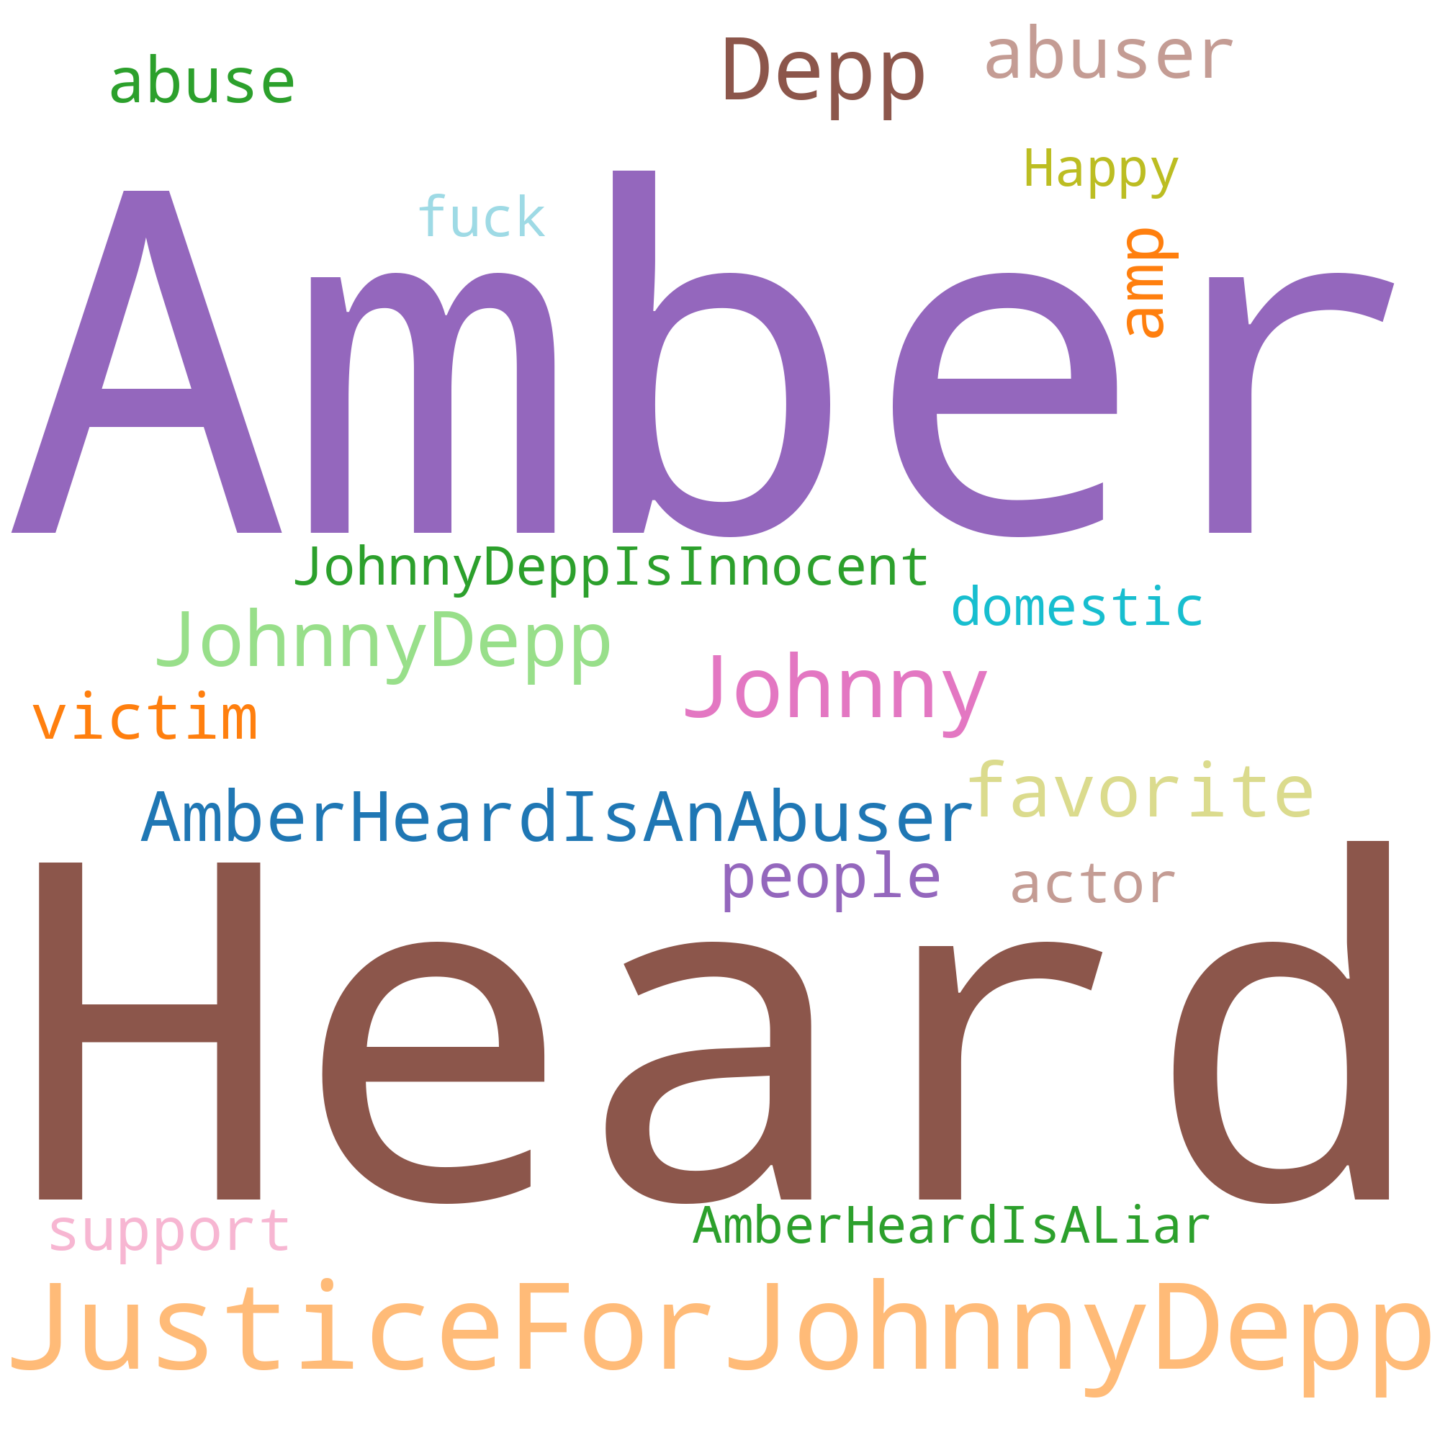 abuse
Depp
abuser
Happy
fuck
amp
Amber
JohnnyDeppIsInnocent
domestic
JohnnyDepp
Johnny
victim
favorite
AmberHeardIsAnAbuser
people
actor
Heard
support
AmberHeardIsALiar
JusticeForJohnnyDepp